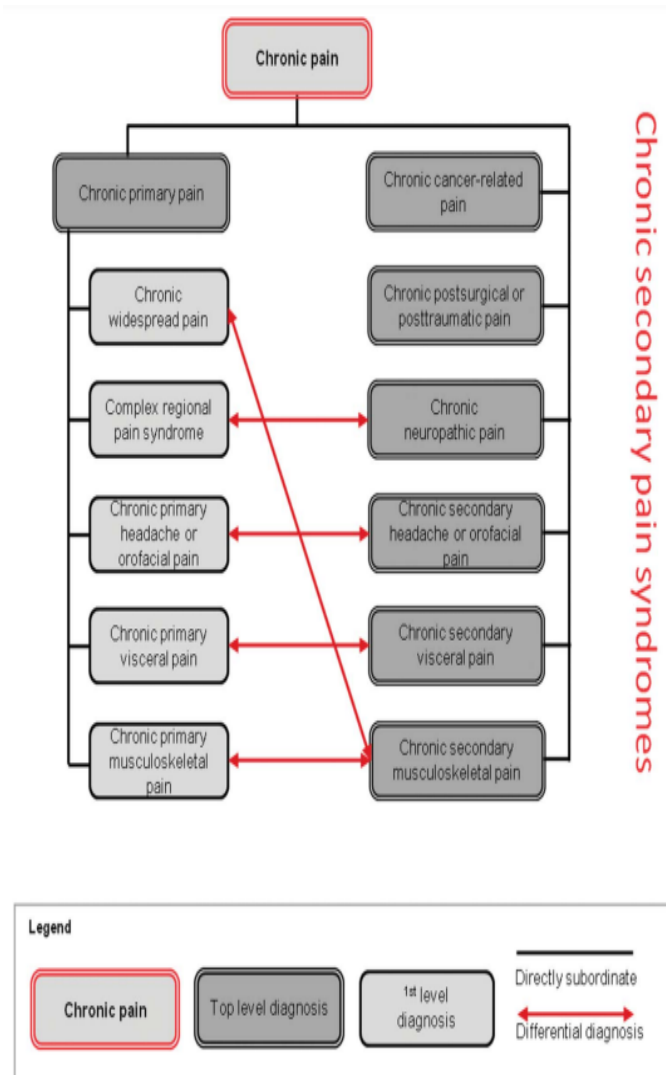 Chronic pain
Chronic primary pain
Chronic
widespread pain
Complex regional
pain syndrome
Chronic primary
headache or
orofacial pain
Chronic primary
visceral pain
Chronic primary
musculoskeletal
pain
Chronic cancer-related
pain
Chronic postsurgical or
posttraumatic pain
Chronic
neuropathic pain
Chronic secondary
headache or orofacial
pain
Chronic secondary
visceral pain
Chronic secondary
musculoskeletal pain
Chronic secondary pain syndromes
Legend
Chronic pain
Top level diagnosis
1st level
diagnosis
Directly subordinate
Differential diagnosis